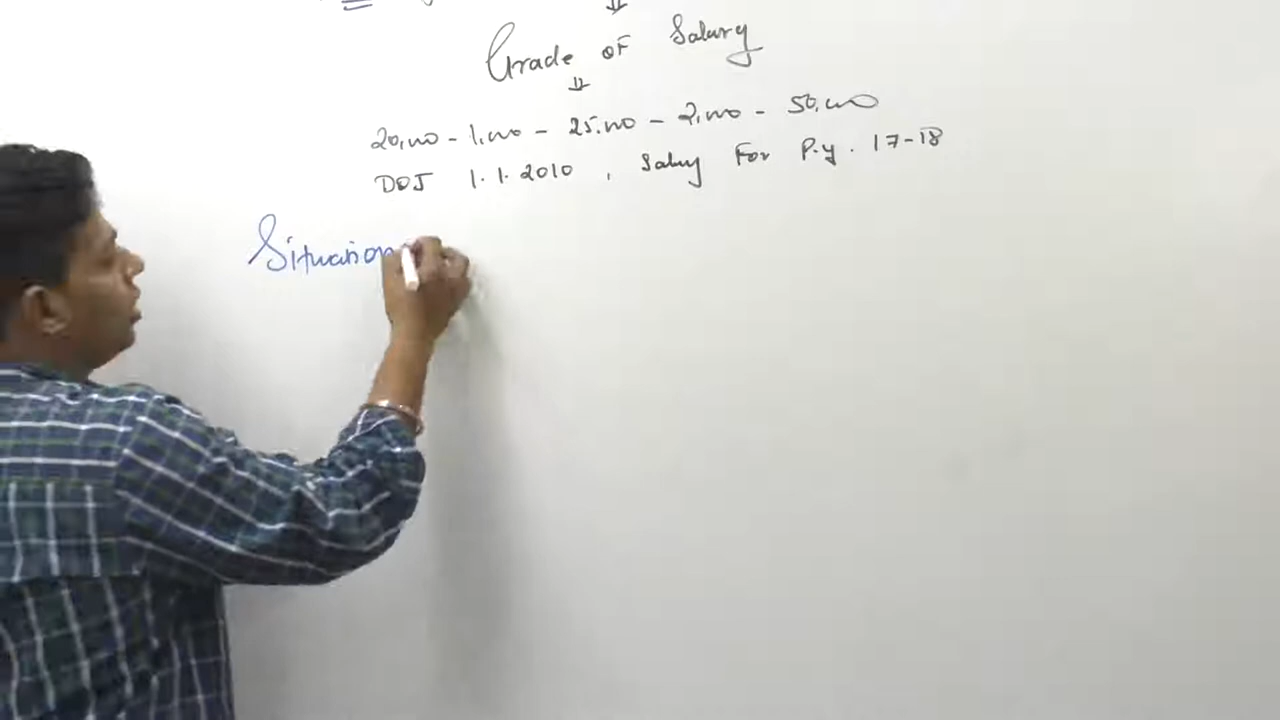 Grade of Salary
20,000 - 1,000 - 25,000 - 2,000 - 50,000
DOJ 1.1.2010, Salary For P.y. 17-18
Situation